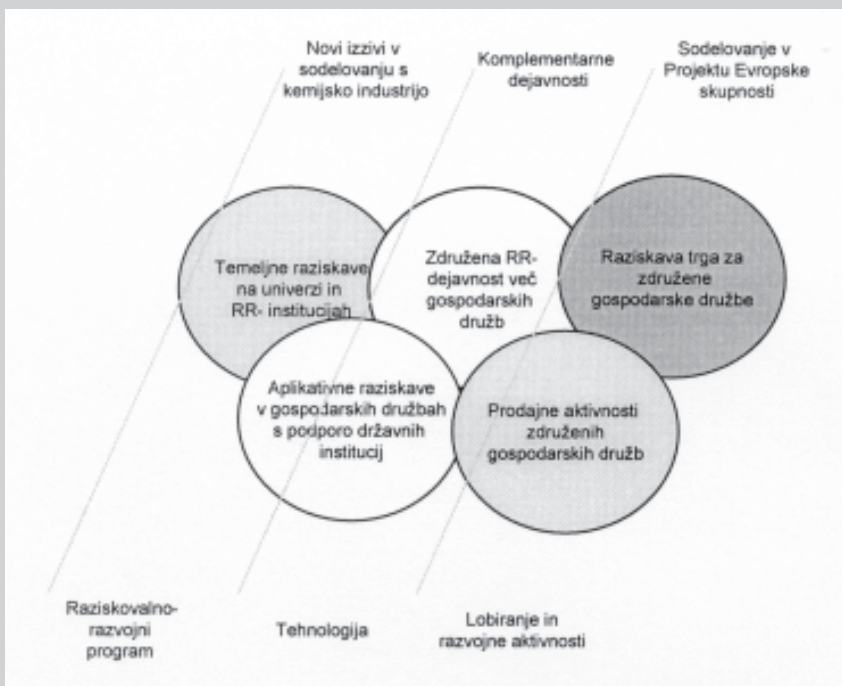 Novi izzivi v
sodelovanju s
kemijsko industrijo
Komplementarne
dejavnosti
Sodelovanje v
Projektu Evropske
skupnosti
Temeljne raziskave
na univerzi in
RR- institucijah
Združena RR-
dejavnost več
gospodarskih
družb
Raziskava trga za
združene
gospodarske družbe
Aplikativne raziskave
v gospodarskih družbah
s podporo državnih
institucij
Prodajne aktivnosti
združenih
gospodarskih družb
Raziskovalno-
razvojni
program
Tehnologija
Lobiranje in
razvojne aktivnosti